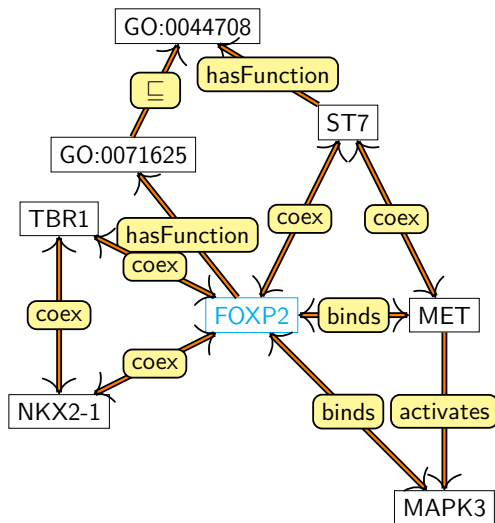 GO:0044708
hasFunction
⊑
ST7
GO:0071625
TBR1
hasFunction
coex
coex
coex
coex
FOXP2
binds
MET
coex
NKX2-1
binds
activates
MAPK3